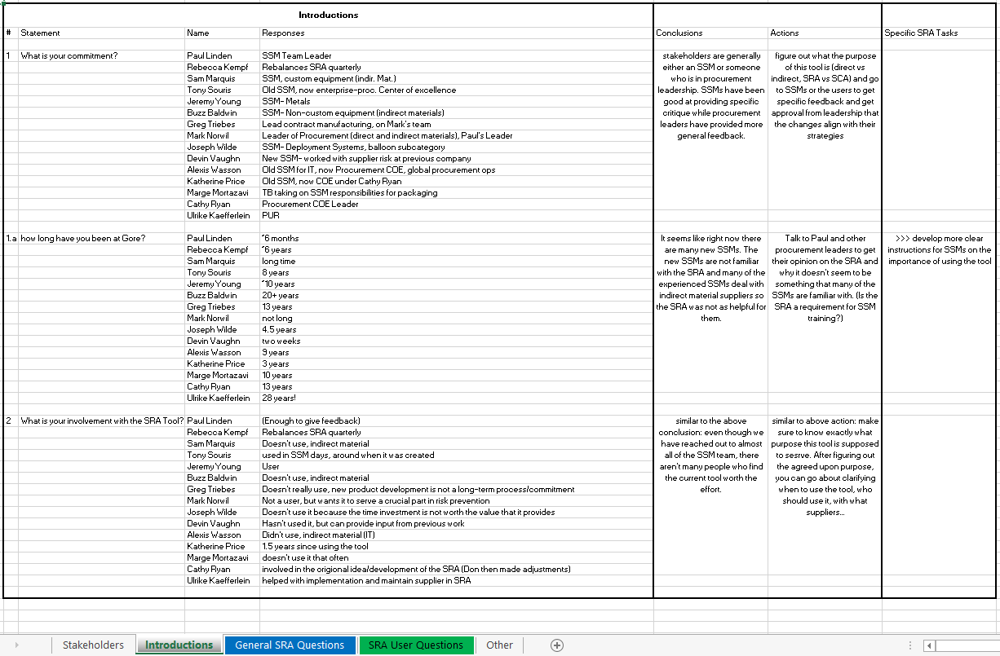 Introductions
# Statement Name Responses Conclusions Actions Specific SRA Tasks
1 What is your commitment? Paul Linden SSM Team Leader stakeholders are generally figure out what the purpose
Rebecca Kempf Rebalances SRA quarterly either an SSM or someone of this tool is (direct vs
Sam Marquis SSM, custom equipment (indir. Mat.) who is in procurement indirect, SRA vs SCA) and go
Tony Souris Old SSM, now enterprise-proc. Center of excellence leadership. SSMs have been to SSMs or the users to get
Jeremy Young SSM- Metals good at providing specific specific feedback and get
Buzz Baldwin SSM- Non-custom equipment (indirect materials) critique while procurement approval from leadership that
Greg Triebes Lead contract manufacturing, on Mark's team leaders have provided more the changes align with their
Mark Norwil Leader of Procurement (direct and indirect materials), Paul's Leader general feedback. strategies
Joseph Wilde SSM- Deployment Systems, balloon subcategory
Devin Vaughn New SSM- worked with supplier risk at previous company
Alexis Wasson Old SSM for IT, now Procurement COE, global procurement ops
Katherine Price Old SSM, now COE under Cathy Ryan
Marge Mortazavi TB taking on SSM responsibilities for packaging
Cathy Ryan Procurement COE Leader
Ulrike Kaefferlein PUR
1.a how long have you been at Gore? Paul Linden ~6 months It seems like right now there Talk to Paul and other >>> develop more clear
Rebecca Kempf ~6 years are many new SSMs. The procurement leaders to get instructions for SSMs on the
Sam Marquis long time new SSMs are not familiar their opinion on the SRA and importance of using the tool
Tony Souris 8 years with the SRA and many of the why it doesn't seem to be
Jeremy Young ~10 years experienced SSMs deal with something that many of the
Buzz Baldwin 20+ years indirect material suppliers so SSMs are familiar with. (Is the
Greg Triebes 13 years the SRA was not as helpful for SRA a requirement for SSM
Mark Norwil not long them. training?)
Joseph Wilde 4.5 years
Devin Vaughn two weeks
Alexis Wasson 9 years
Katherine Price 3 years
Marge Mortazavi 10 years
Cathy Ryan 13 years
Ulrike Kaefferlein 28 years!
2 What is your involvement with the SRA Tool? Paul Linden (Enough to give feedback) similar to the above similar to above action: make
Rebecca Kempf Rebalances SRA quarterly conclusion: even though we sure to know exactly what
Sam Marquis Doesn't use, indirect material have reached out to almost purpose this tool is supposed
Tony Souris used in SSM days, around when it was created all of the SSM team, there to sesrve. After figuring out
Jeremy Young User aren't many people who find the agreed upon purpose,
Buzz Baldwin Doesn't use, indirect material the current tool worth the you can go about clarifying
Greg Triebes Doesn't really use, new product development is not a long-term process/commitment effort. when to use the tool, who
Mark Norwil Not a user, but wants it to serve a crucial part in risk prevention should use it, with what
Joseph Wilde Doesn't use it because the time investment is not worth the value that it provides suppliers...
Devin Vaughn Hasn't used it, but can provide input from previous work
Alexis Wasson Didn't use, indirect material (IT)
Katherine Price 1.5 years since using the tool
Marge Mortazavi doesn't use it that often
Cathy Ryan involved in the origional idea/development of the SRA (Don then made adjustments)
Ulrike Kaefferlein helped with implementation and maintain supplier in SRA
Stakeholders Introductions General SRA Questions SRA User Questions Other